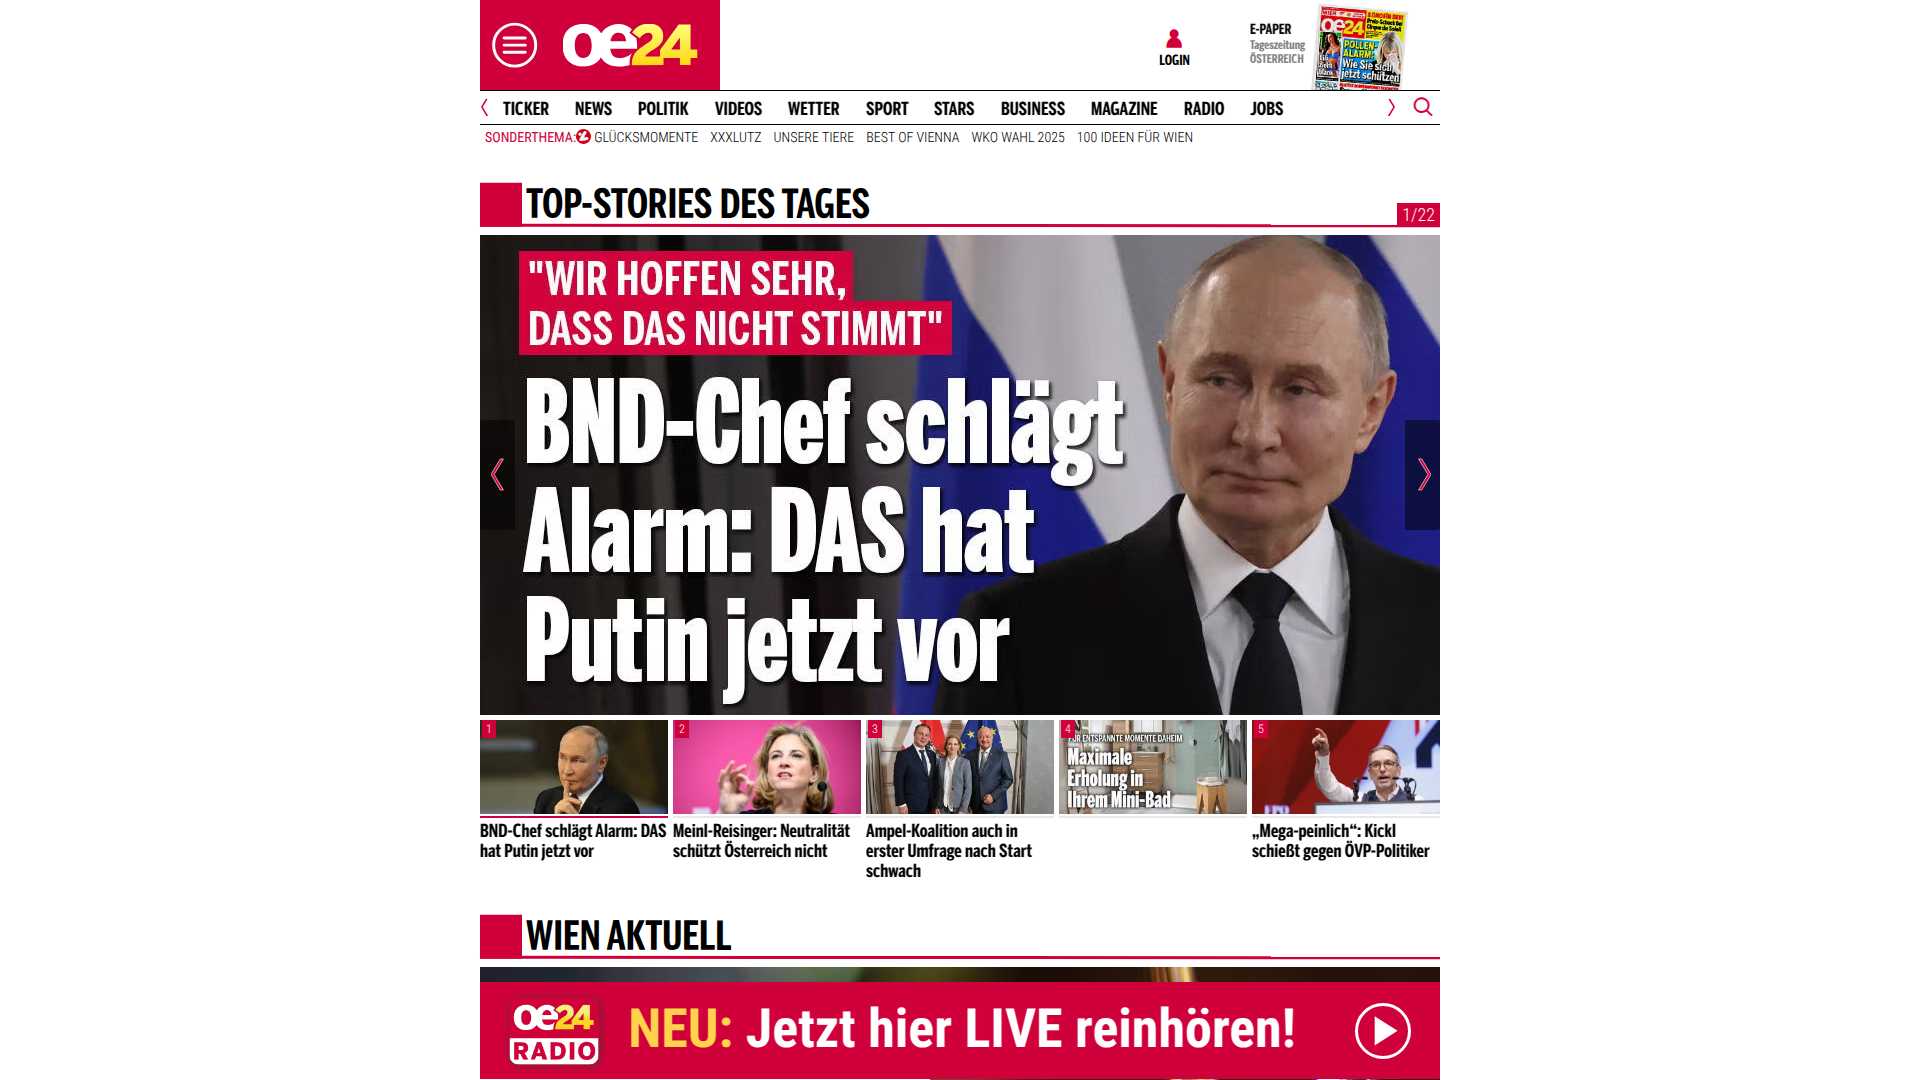 oe24
LOGIN
E-PAPER
Tageszeitung
ÖSTERREICH
oe24
POLLEN-
ALARM:
Wie Sie sich
jetzt schützen
TICKER NEWS POLITIK VIDEOS WETTER SPORT STARS BUSINESS MAGAZINE RADIO JOBS
SONDERTHEMA: GLÜCKSMOMENTE XXXLUTZ UNSERE TIERE BEST OF VIENNA WKO WAHL 2025 100 IDEEN FÜR WIEN
TOP-STORIES DES TAGES
1/22
"WIR HOFFEN SEHR,
DASS DAS NICHT STIMMT"
BND-Chef schlägt
Alarm: DAS hat
Putin jetzt vor
1
2
3
4
5
FÜR ENTSPANNTE MOMENTE DAHEIM
Maximale
Erholung in
Ihrem Mini-Bad
BND-Chef schlägt Alarm: DAS
hat Putin jetzt vor
Meinl-Reisinger: Neutralität
schützt Österreich nicht
Ampel-Koalition auch in
erster Umfrage nach Start
schwach
„Mega-peinlich“: Kickl
schießt gegen ÖVP-Politiker
WIEN AKTUELL
oe24
RADIO
NEU: Jetzt hier LIVE reinhören!